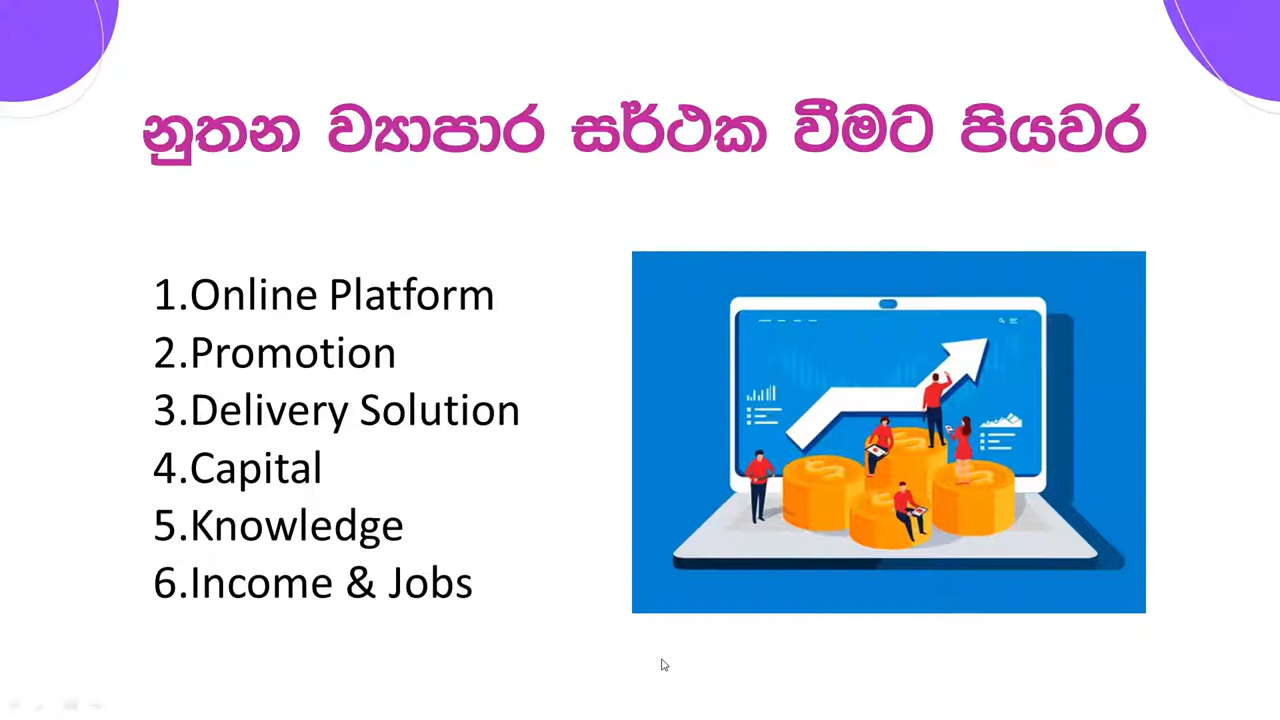 නුතන ව්‍යාපාර සර්ථක වීමට පියවර
1.Online Platform
2.Promotion
3.Delivery Solution
4.Capital
5.Knowledge
6.Income & Jobs